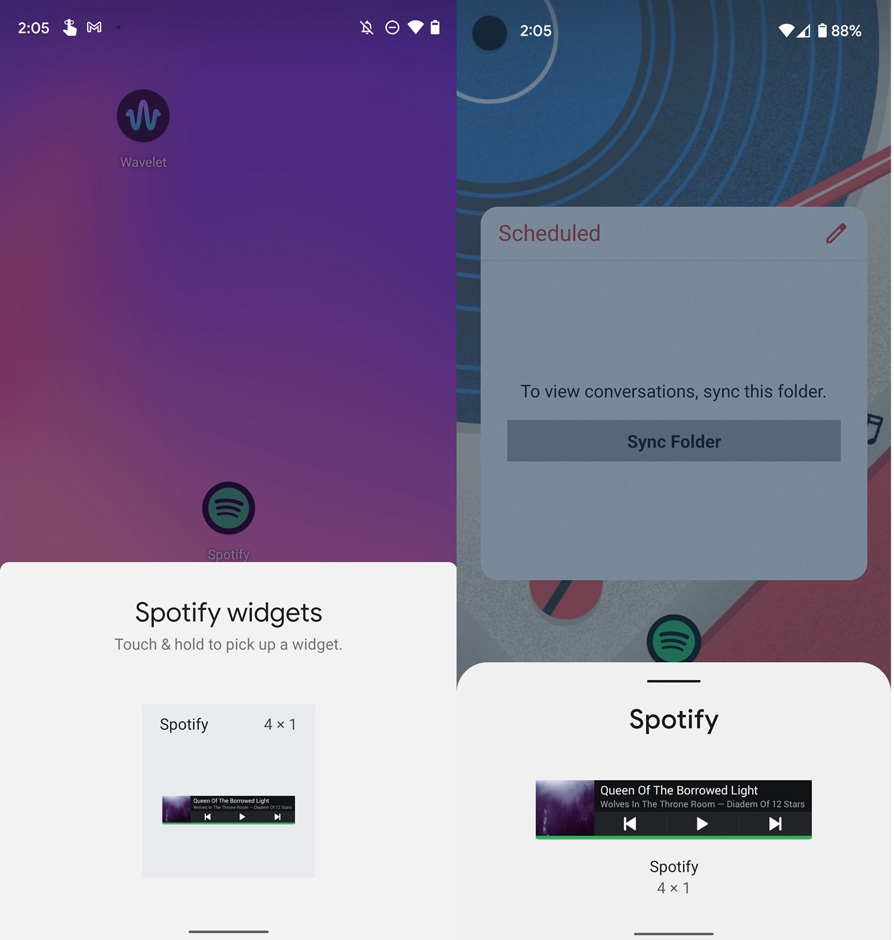 2:05
Wavelet
Spotify
Spotify widgets
Touch & hold to pick up a widget.
Spotify 4 × 1
Queen Of The Borrowed Light
Wolves In The Throne Room — Diadem Of 12 Stars
2:05 88%
Scheduled
To view conversations, sync this folder.
Sync Folder
Spotify
Queen Of The Borrowed Light
Wolves In The Throne Room — Diadem Of 12 Stars
Spotify
4 × 1